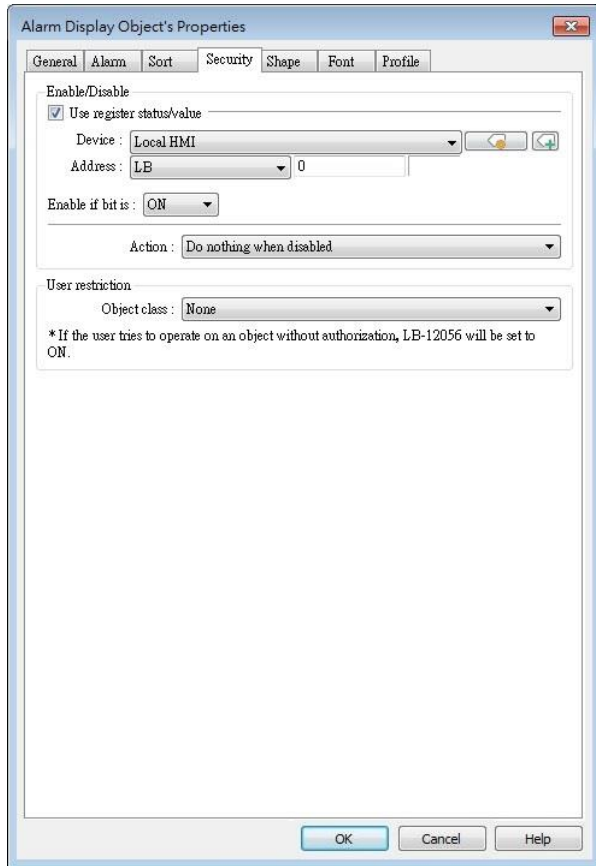 Alarm Display Object's Properties
General Alarm Sort Security Shape Font Profile
Enable/Disable
Use register status/value
Device : Local HMI
Address : LB 0
Enable if bit is : ON
Action : Do nothing when disabled
User restriction
Object class : None
* If the user tries to operate on an object without authorization, LB-12056 will be set to
ON.
OK Cancel Help